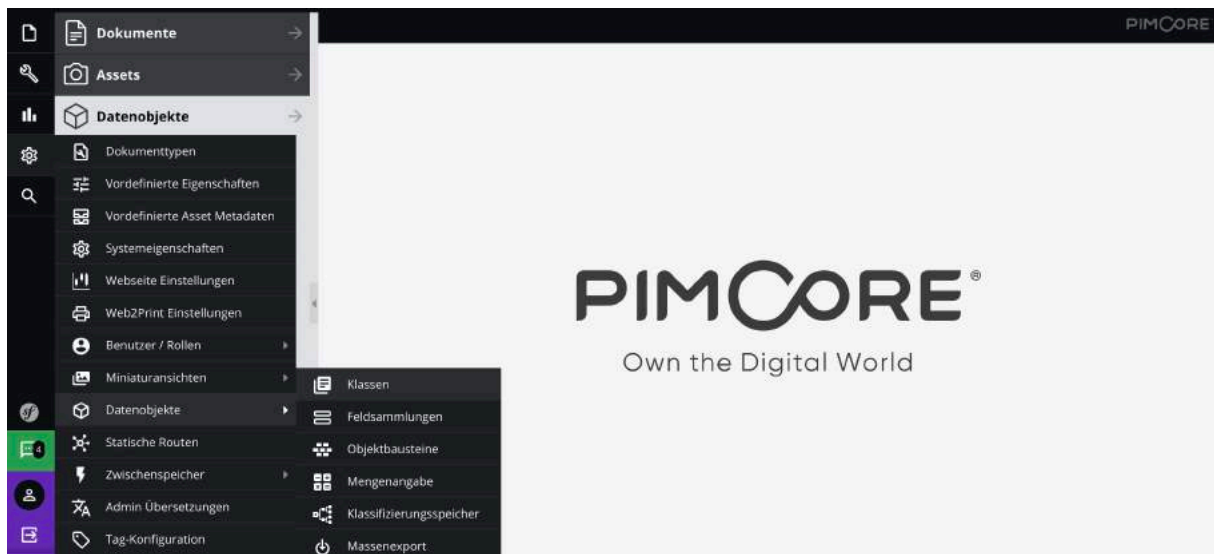 Dokumente
Assets
Datenobjekte
Dokumenttypen
Vordefinierte Eigenschaften
Vordefinierte Asset Metadaten
Systemeigenschaften
Webseite Einstellungen
Web2Print Einstellungen
Benutzer / Rollen
Miniaturansichten
Datenobjekte
Statische Routen
Zwischenspeicher
Admin Übersetzungen
Tag-Konfiguration
Klassen
Feldsammlungen
Objektbausteine
Mengenangabe
Klassifizierungsspeicher
Massenexport
4
PIMCORE
PIMCORE®
Own the Digital World